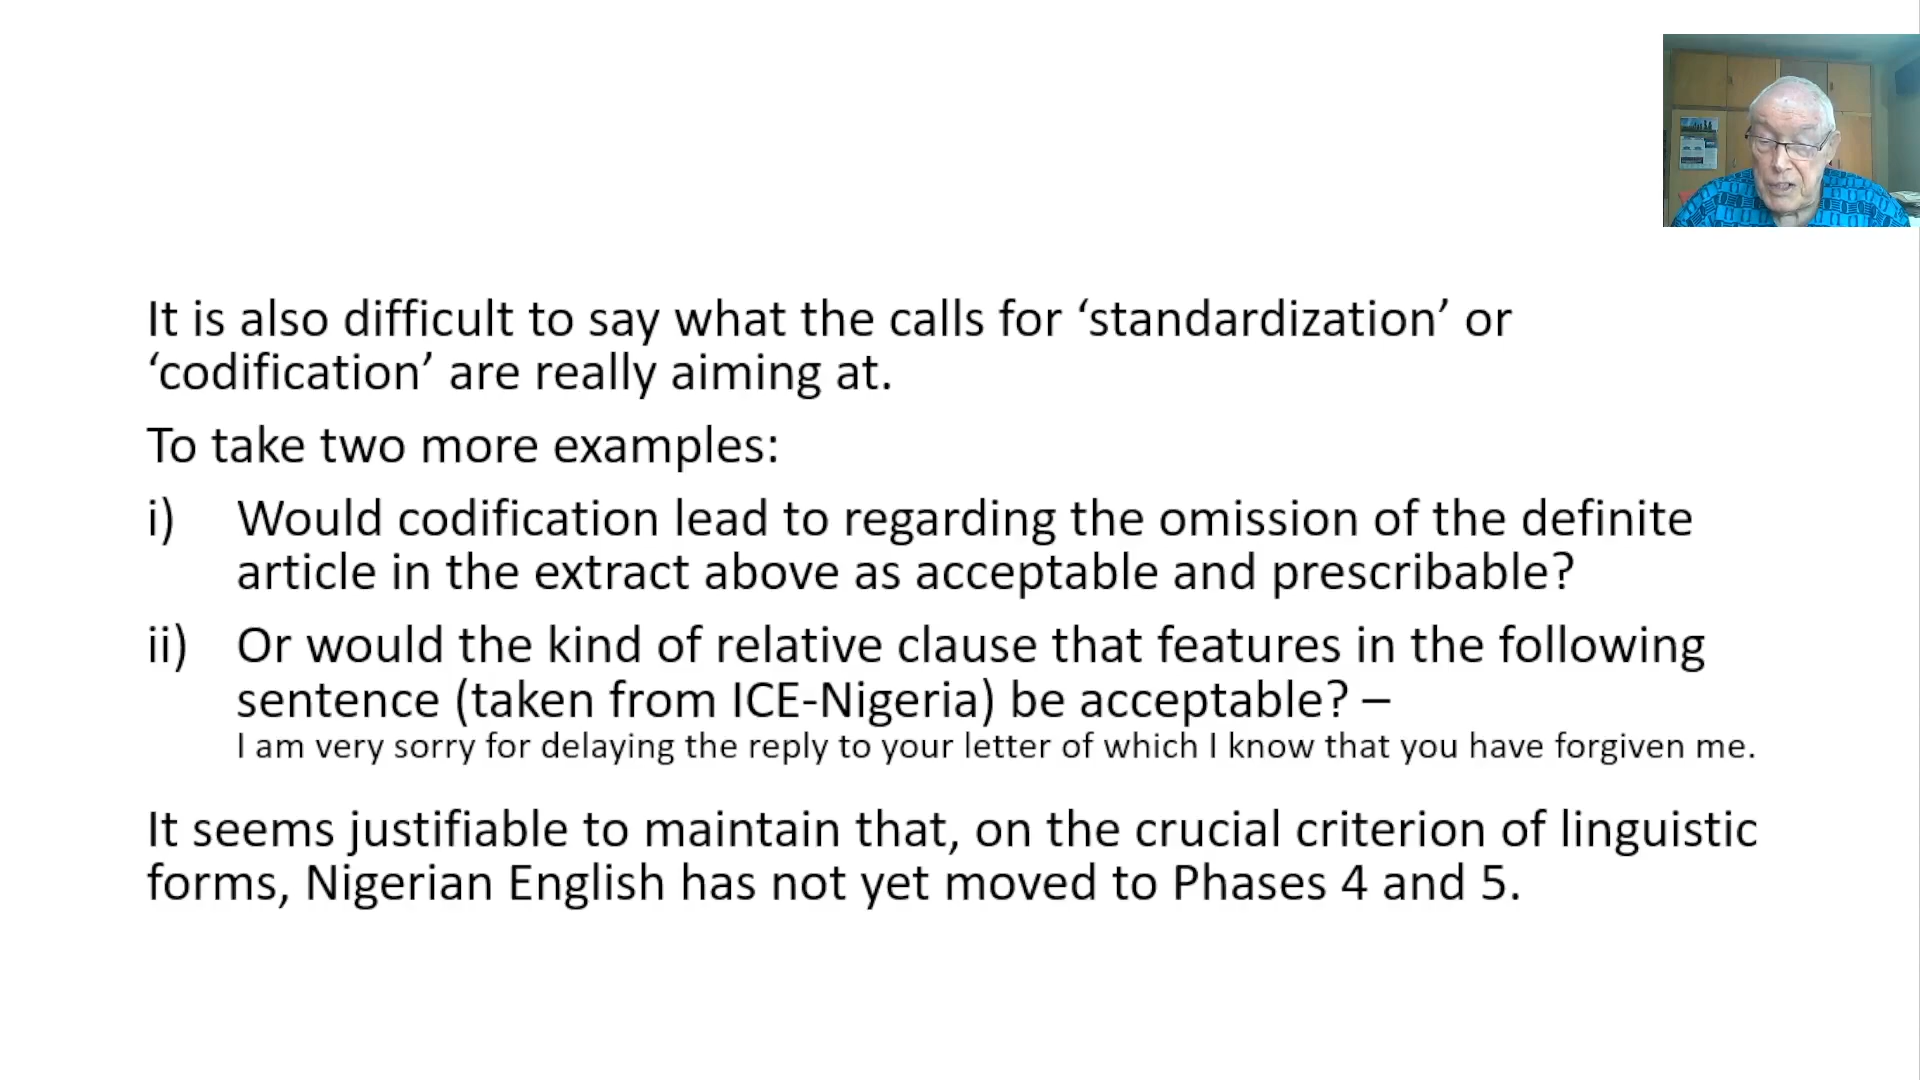 It is also difficult to say what the calls for ‘standardization’ or
‘codification’ are really aiming at.
To take two more examples:
i) Would codification lead to regarding the omission of the definite
article in the extract above as acceptable and prescribable?
ii) Or would the kind of relative clause that features in the following
sentence (taken from ICE-Nigeria) be acceptable? –
I am very sorry for delaying the reply to your letter of which I know that you have forgiven me.
It seems justifiable to maintain that, on the crucial criterion of linguistic
forms, Nigerian English has not yet moved to Phases 4 and 5.